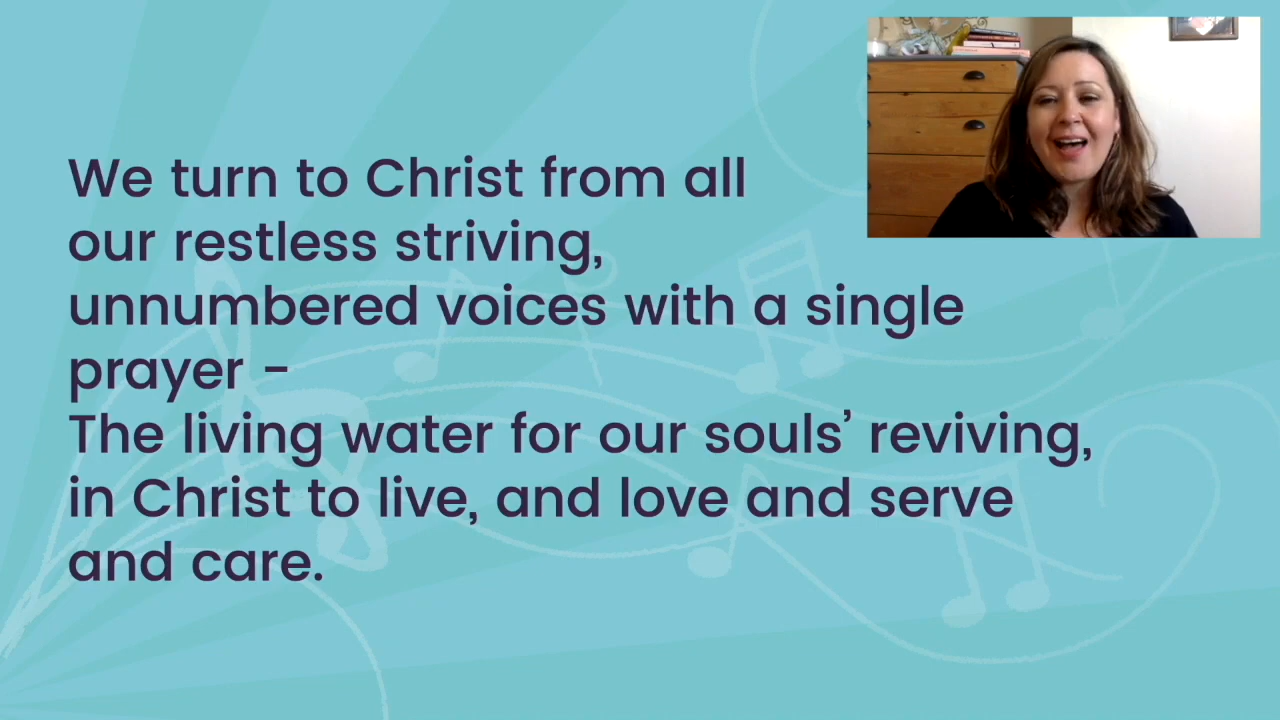 We turn to Christ from all
our restless striving,
unnumbered voices with a single
prayer -
The living water for our souls’ reviving,
in Christ to live, and love and serve
and care.